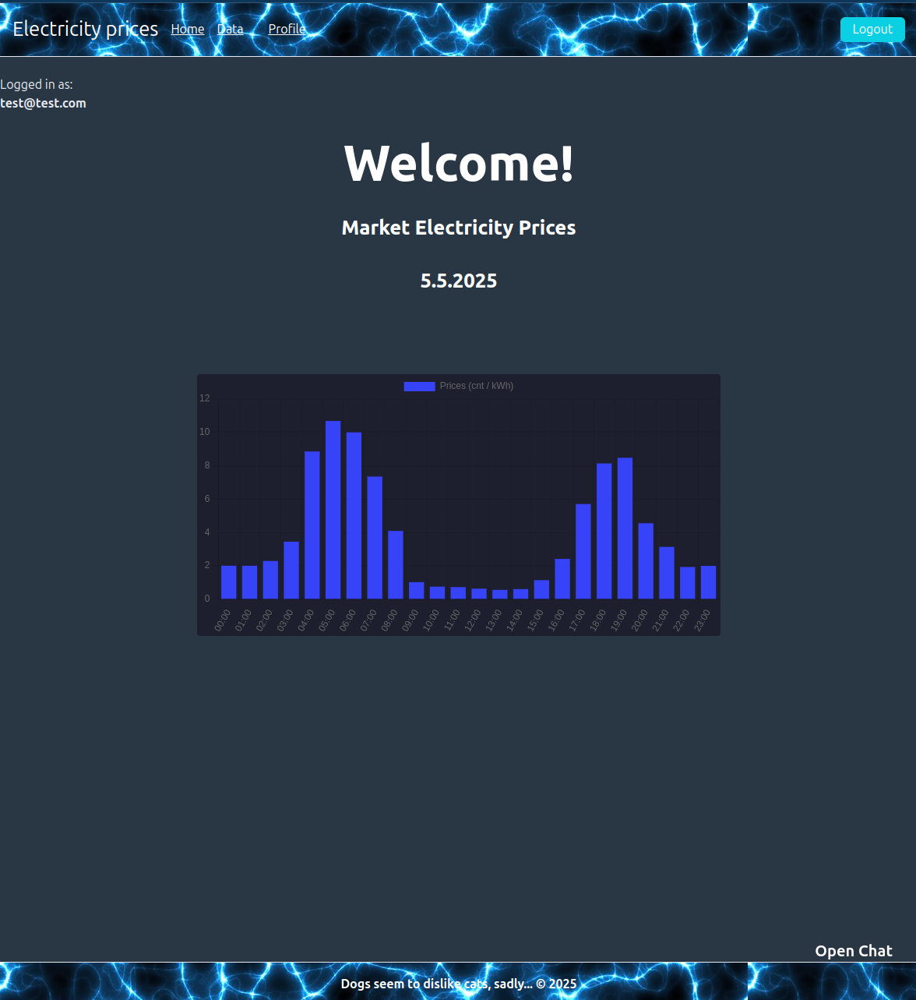 Electricity prices Home Data Profile Logout
Logged in as:
test@test.com
Welcome!
Market Electricity Prices
5.5.2025
Prices (cnt / kWh)
12
10
8
6
4
2
0
00:00 01:00 02:00 03:00 04:00 05:00 06:00 07:00 08:00 09:00 10:00 11:00 12:00 13:00 14:00 15:00 16:00 17:00 18:00 19:00 20:00 21:00 22:00 23:00
Open Chat
Dogs seem to dislike cats, sadly... © 2025